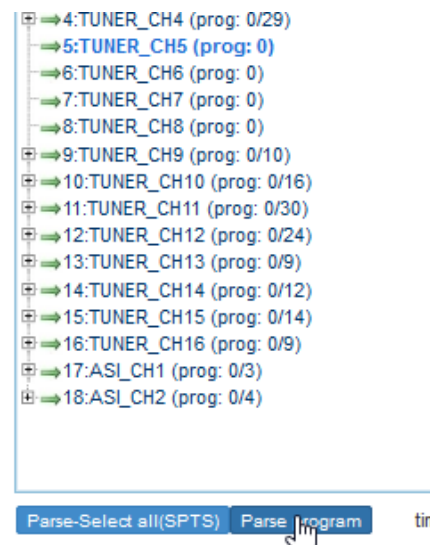 4:TUNER_CH4 (prog: 0/29)
5:TUNER_CH5 (prog: 0)
6:TUNER_CH6 (prog: 0)
7:TUNER_CH7 (prog: 0)
8:TUNER_CH8 (prog: 0)
9:TUNER_CH9 (prog: 0/10)
10:TUNER_CH10 (prog: 0/16)
11:TUNER_CH11 (prog: 0/30)
12:TUNER_CH12 (prog: 0/24)
13:TUNER_CH13 (prog: 0/9)
14:TUNER_CH14 (prog: 0/12)
15:TUNER_CH15 (prog: 0/14)
16:TUNER_CH16 (prog: 0/9)
17:ASI_CH1 (prog: 0/3)
18:ASI_CH2 (prog: 0/4)
Parse-Select all(SPTS) Parse program